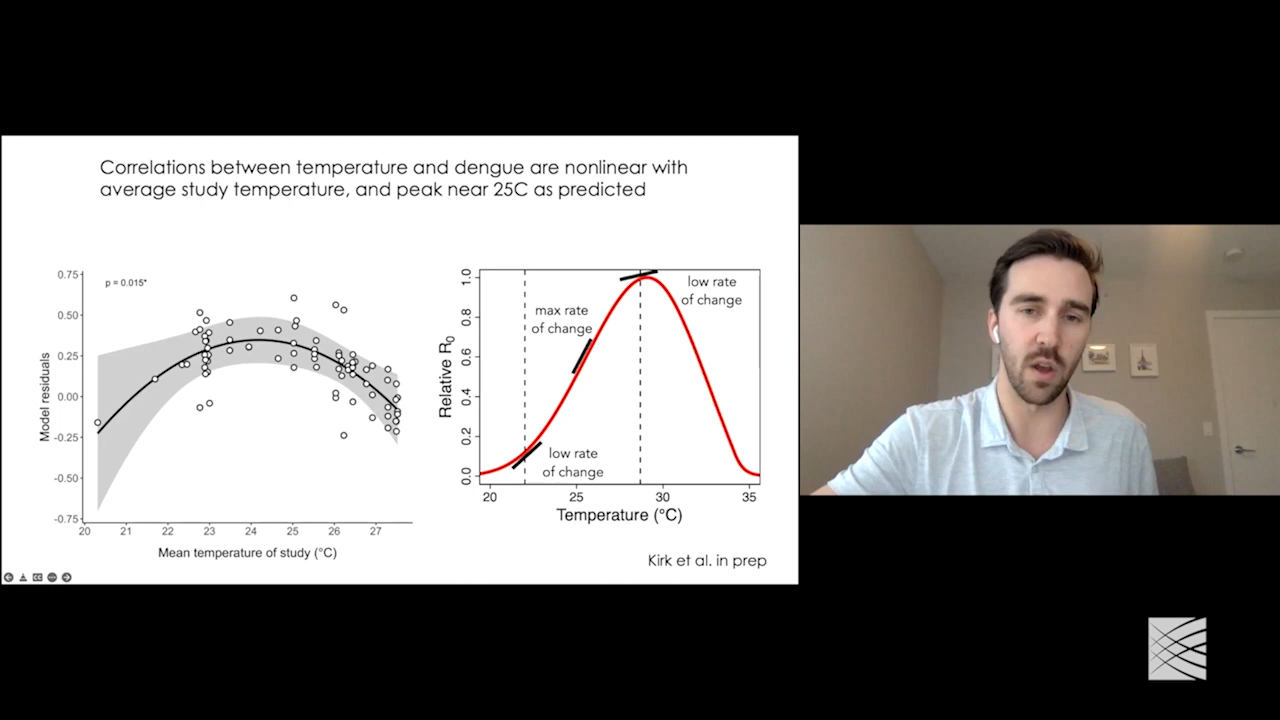 Correlations between temperature and dengue are nonlinear with
average study temperature, and peak near 25C as predicted
p = 0.015*
0.75
0.50
0.25
0.00
-0.25
-0.50
-0.75
Model residuals
20 21 22 23 24 25 26 27
Mean temperature of study (°C)
Relative R0
0.0 0.2 0.4 0.6 0.8 1.0
low rate
of change
max rate
of change
low rate
of change
20 25 30 35
Temperature (°C)
Kirk et al. in prep